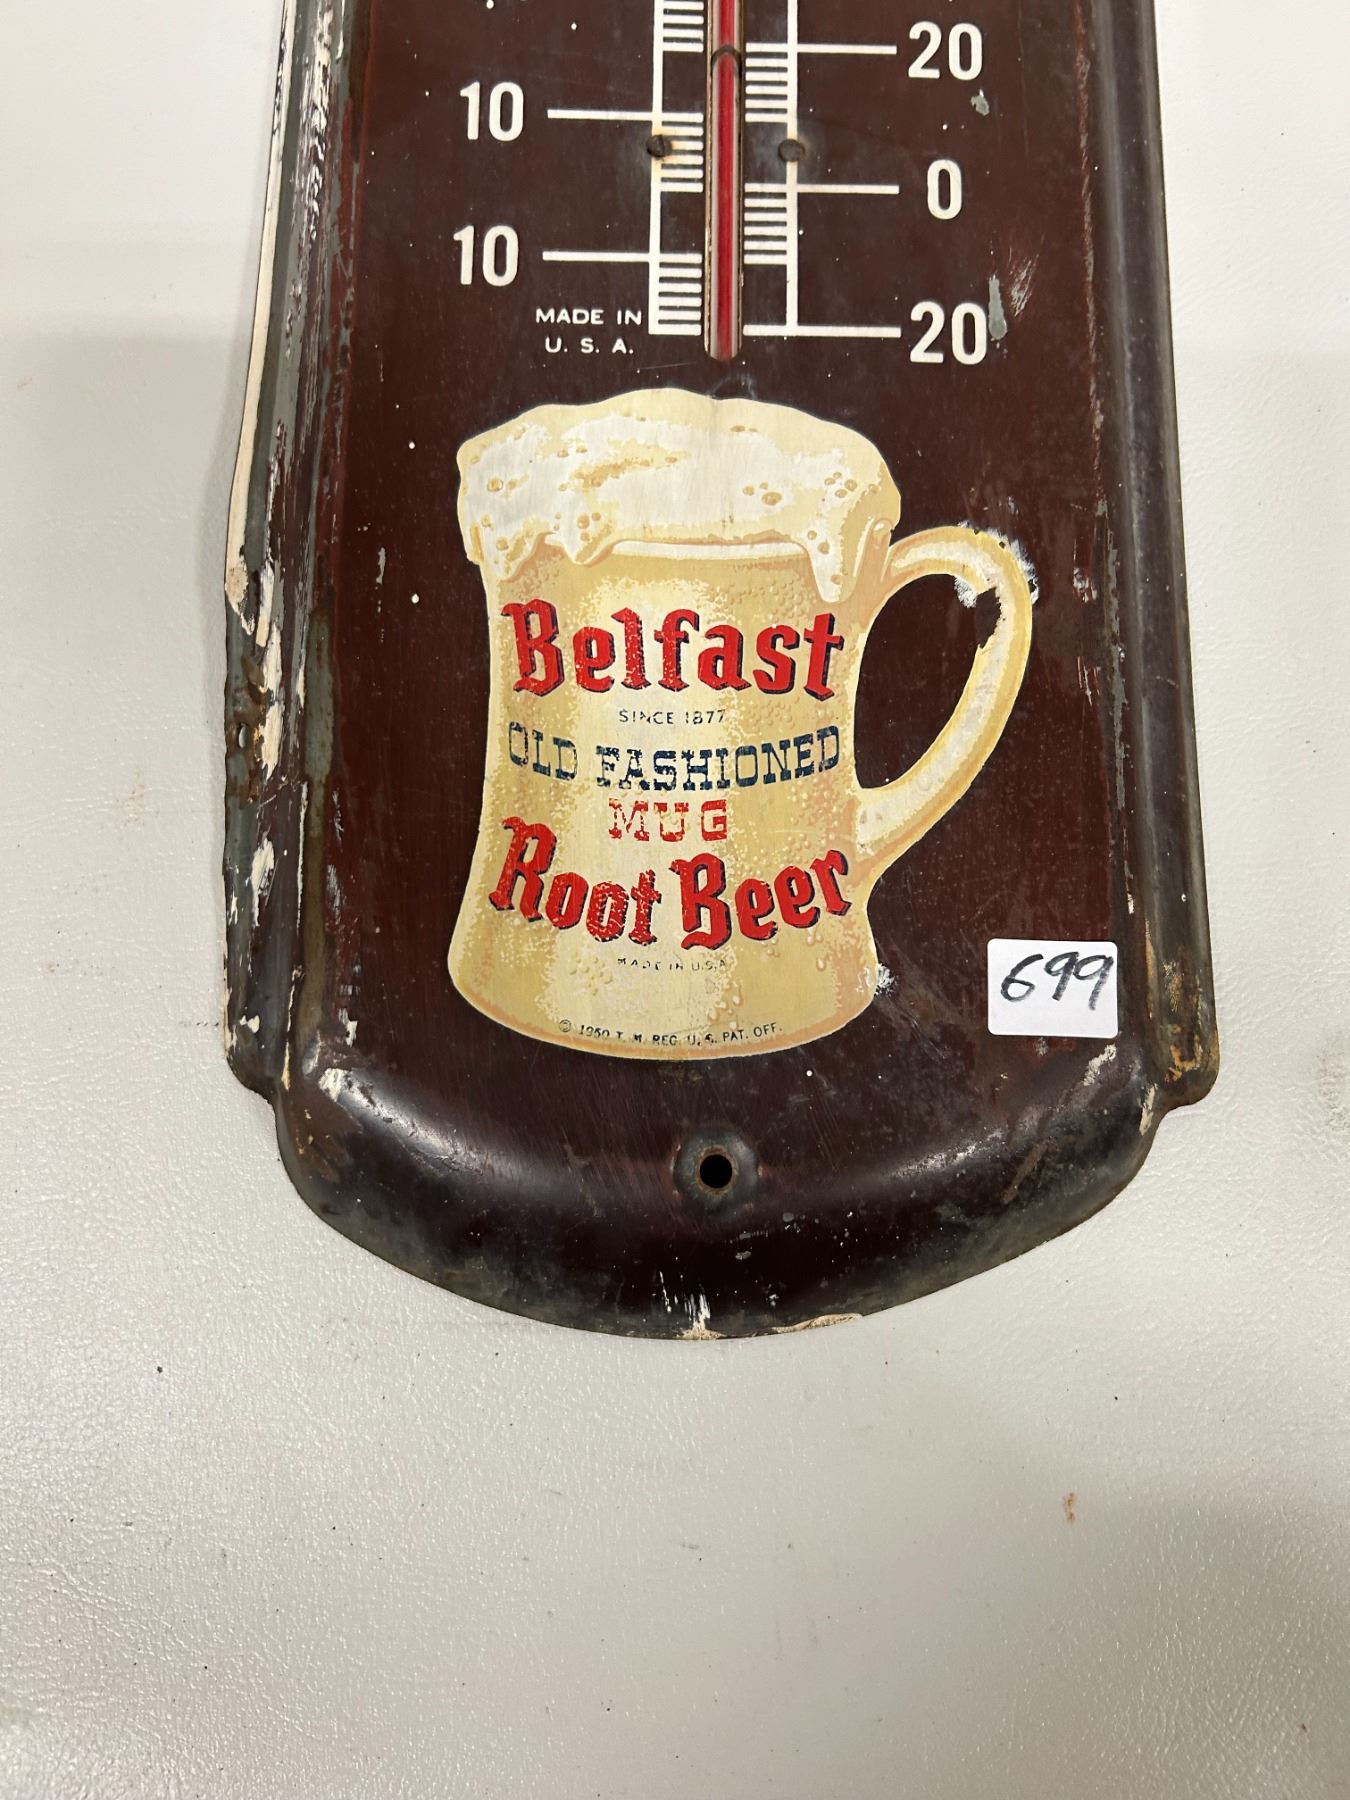 20
10
0
10
MADE IN
U. S. A.
20
Belfast
SINCE 1877
OLD FASHIONED
MUG
Root Beer
MADE IN U.S.A.
© 1950 T. M. REG. U. S. PAT. OFF.
699